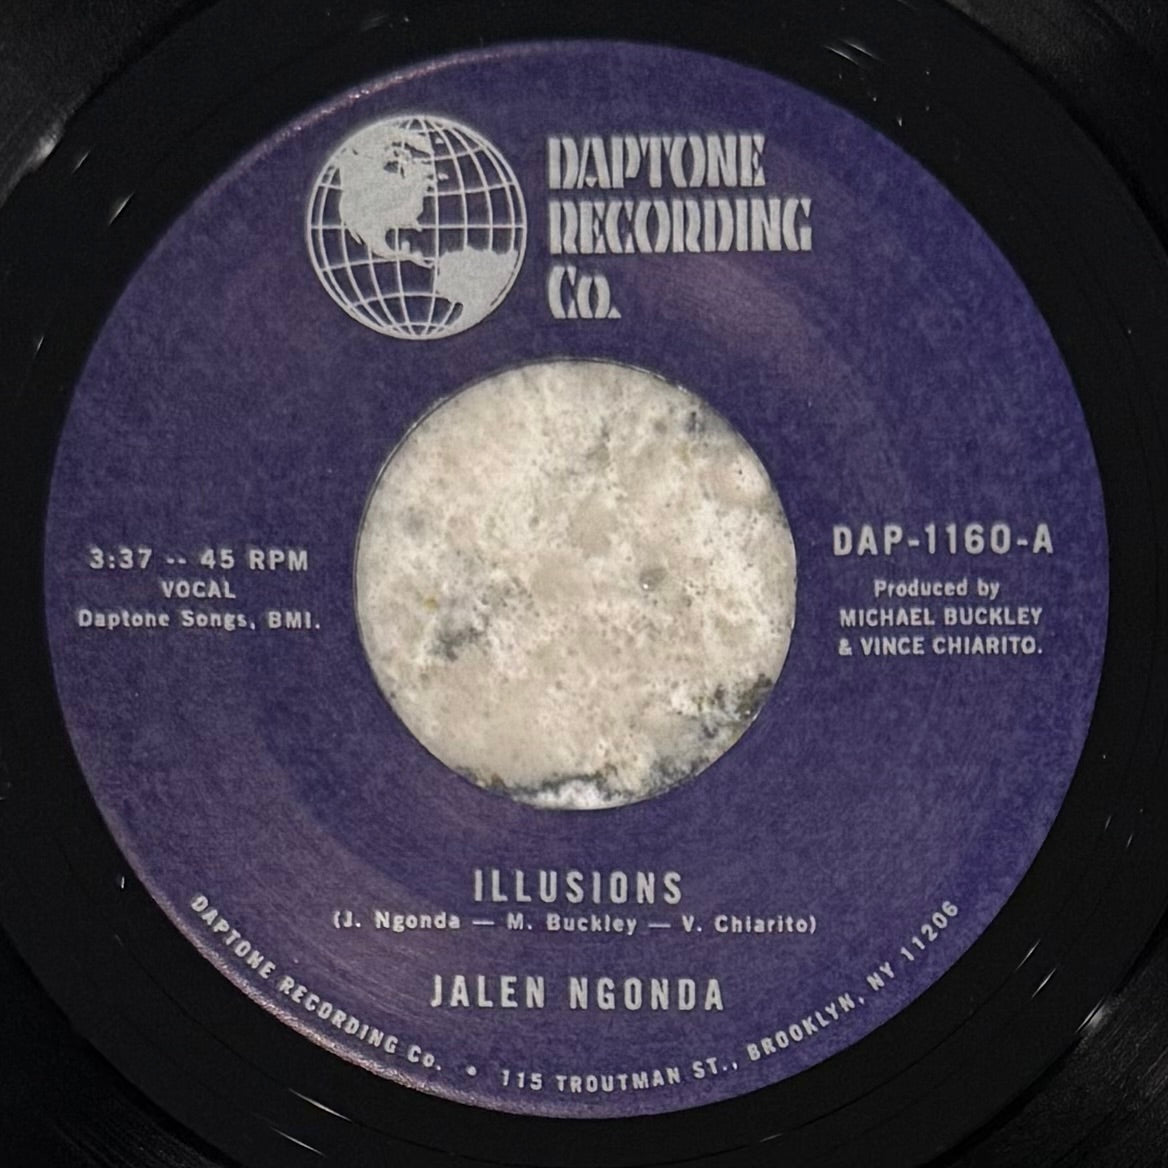 DAPTONE
RECORDING
Co.
3:37 -- 45 RPM
VOCAL
Daptone Songs, BMI.
DAP-1160-A
Produced by
MICHAEL BUCKLEY
& VINCE CHIARITO.
ILLUSIONS
(J. Ngonda — M. Buckley — V. Chiarito)
JALEN NGONDA
DAPTONE RECORDING Co. • 115 TROUTMAN ST., BROOKLYN, NY 11206